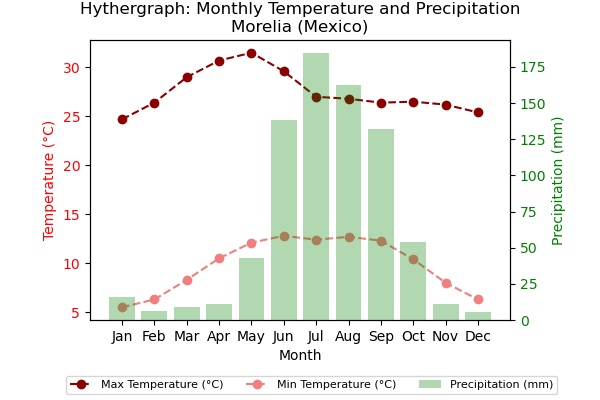 Hythergraph: Monthly Temperature and Precipitation
Morelia (Mexico)
Temperature (°C)
30
25
20
15
10
5
Precipitation (mm)
175
150
125
100
75
50
25
0
Jan Feb Mar Apr May Jun Jul Aug Sep Oct Nov Dec
Month
Max Temperature (°C) Min Temperature (°C) Precipitation (mm)